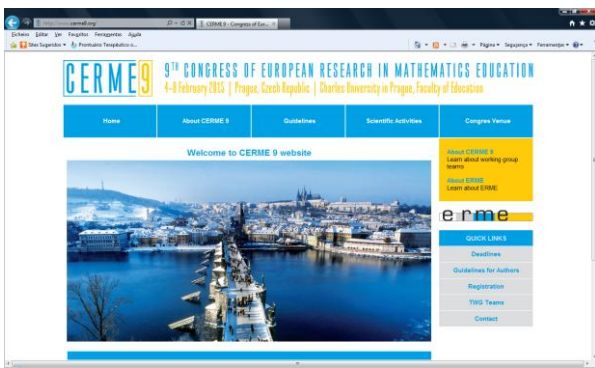 http://www.cerme9.org/
CERME 9 - Congress of Eur...
Ficheiro Editar Ver Favoritos Ferramentas Ajuda
Sites Sugeridos Prontuário Terapêutico o...
Página Segurança Ferramentas
CERME9
9TH CONGRESS OF EUROPEAN RESEARCH IN MATHEMATICS EDUCATION
4–8 February 2015 | Prague, Czech Republic | Charles University in Prague, Faculty of Education
Home About CERME 9 Guidelines Scientific Activities Congres Venue
Welcome to CERME 9 website
About CERME 9
Learn about working group
teams
About ERME
Learn about ERME
erme
QUICK LINKS
Deadlines
Guidelines for Authors
Registration
TWG Teams
Contact